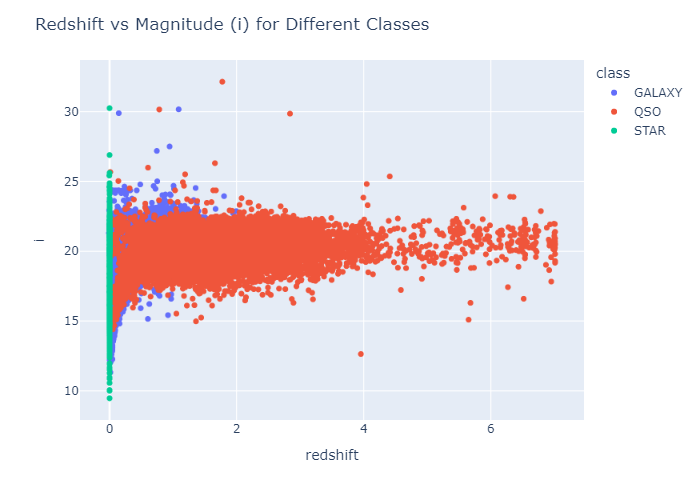 Redshift vs Magnitude (i) for Different Classes
class
GALAXY
QSO
STAR
30
25
20
15
10
i
0 2 4 6
redshift